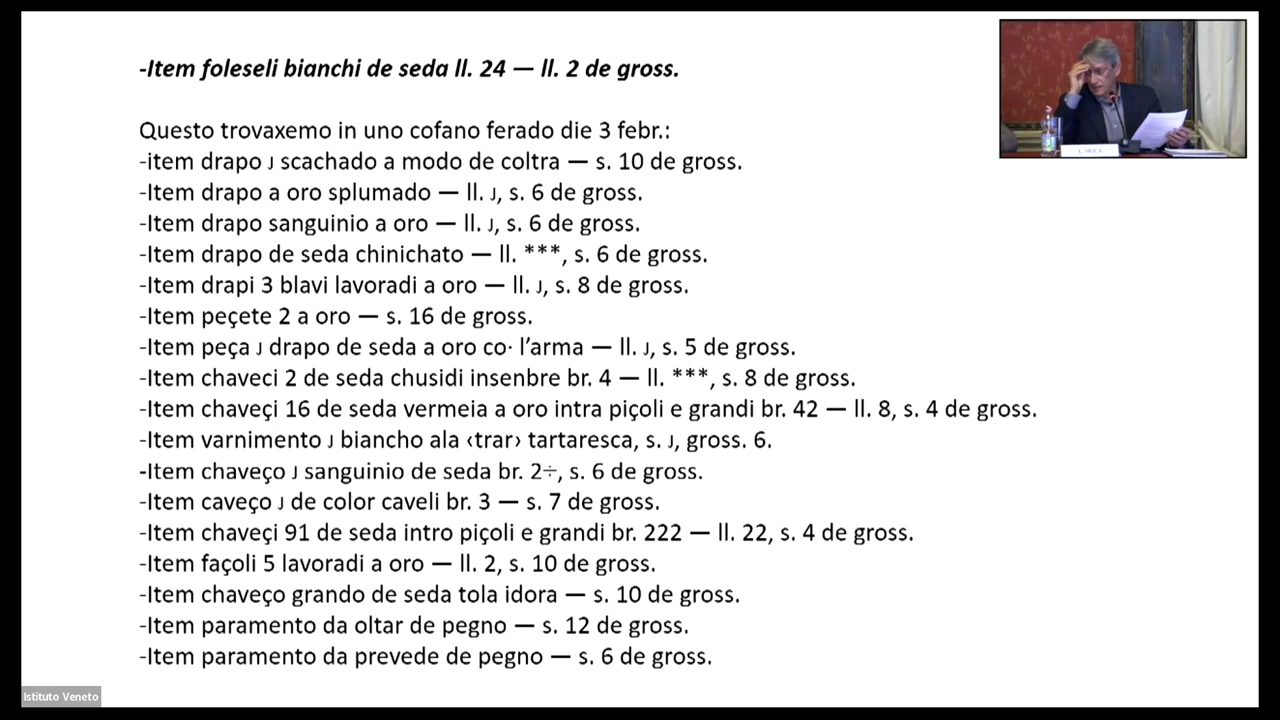 -Item foleseli bianchi de seda ll. 24 — ll. 2 de gross.
Questo trovaxemo in uno cofano ferado die 3 febr.:
-item drapo ȷ scachado a modo de coltra — s. 10 de gross.
-Item drapo a oro splumado — ll. ȷ, s. 6 de gross.
-Item drapo sanguinio a oro — ll. ȷ, s. 6 de gross.
-Item drapo de seda chinichato — ll. ***, s. 6 de gross.
-Item drapi 3 blavi lavoradi a oro — ll. ȷ, s. 8 de gross.
-Item peçete 2 a oro — s. 16 de gross.
-Item peça ȷ drapo de seda a oro co· l’arma — ll. ȷ, s. 5 de gross.
-Item chaveci 2 de seda chusidi insenbre br. 4 — ll. ***, s. 8 de gross.
-Item chaveçi 16 de seda vermeia a oro intra piçoli e grandi br. 42 — ll. 8, s. 4 de gross.
-Item varnimento ȷ biancho ala ‹trar› tartaresca, s. ȷ, gross. 6.
-Item chaveço ȷ sanguinio de seda br. 2÷, s. 6 de gross.
-Item caveço ȷ de color caveli br. 3 — s. 7 de gross.
-Item chaveçi 91 de seda intro piçoli e grandi br. 222 — ll. 22, s. 4 de gross.
-Item façoli 5 lavoradi a oro — ll. 2, s. 10 de gross.
-Item chaveço grando de seda tola idora — s. 10 de gross.
-Item paramento da oltar de pegno — s. 12 de gross.
-Item paramento da prevede de pegno — s. 6 de gross.
Istituto Veneto